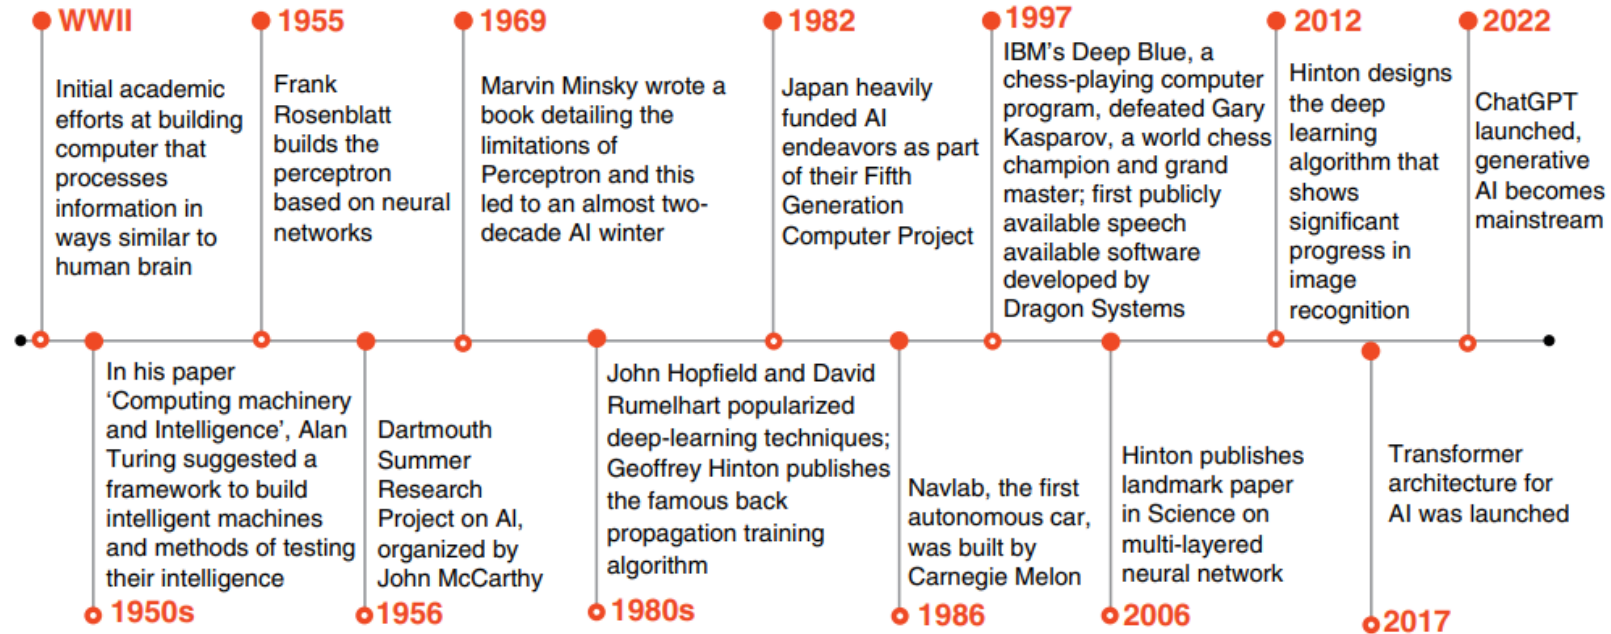 WWII
Initial academic
efforts at building
computer that
processes
information in
ways similar to
human brain
1955
Frank
Rosenblatt
builds the
perceptron
based on neural
networks
1969
Marvin Minsky wrote a
book detailing the
limitations of
Perceptron and this
led to an almost two-
decade AI winter
1982
Japan heavily
funded AI
endeavors as part
of their Fifth
Generation
Computer Project
1997
IBM's Deep Blue, a
chess-playing computer
program, defeated Gary
Kasparov, a world chess
champion and grand
master; first publicly
available speech
available software
developed by
Dragon Systems
2012
Hinton designs
the deep
learning
algorithm that
shows
significant
progress in
image
recognition
2022
ChatGPT
launched,
generative
AI becomes
mainstream
In his paper
‘Computing machinery
and Intelligence’, Alan
Turing suggested a
framework to build
intelligent machines
and methods of testing
their intelligence
1950s
Dartmouth
Summer
Research
Project on AI,
organized by
John McCarthy
1956
John Hopfield and David
Rumelhart popularized
deep-learning techniques;
Geoffrey Hinton publishes
the famous back
propagation training
algorithm
1980s
Navlab, the first
autonomous car,
was built by
Carnegie Melon
1986
Hinton publishes
landmark paper
in Science on
multi-layered
neural network
2006
Transformer
architecture for
AI was launched
2017